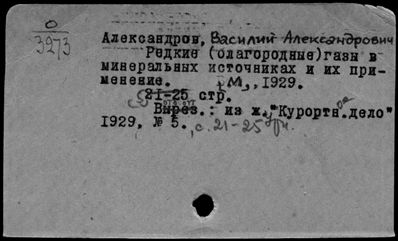 О
3273
Александров, Василий Александрович
Редкие (благородные) газы в
минеральных источниках и их при-
менение. М., 1929.
21-25 стр.
Вырез.: из ж. "Курортн. дело"
1929, № 5. с. 21-25